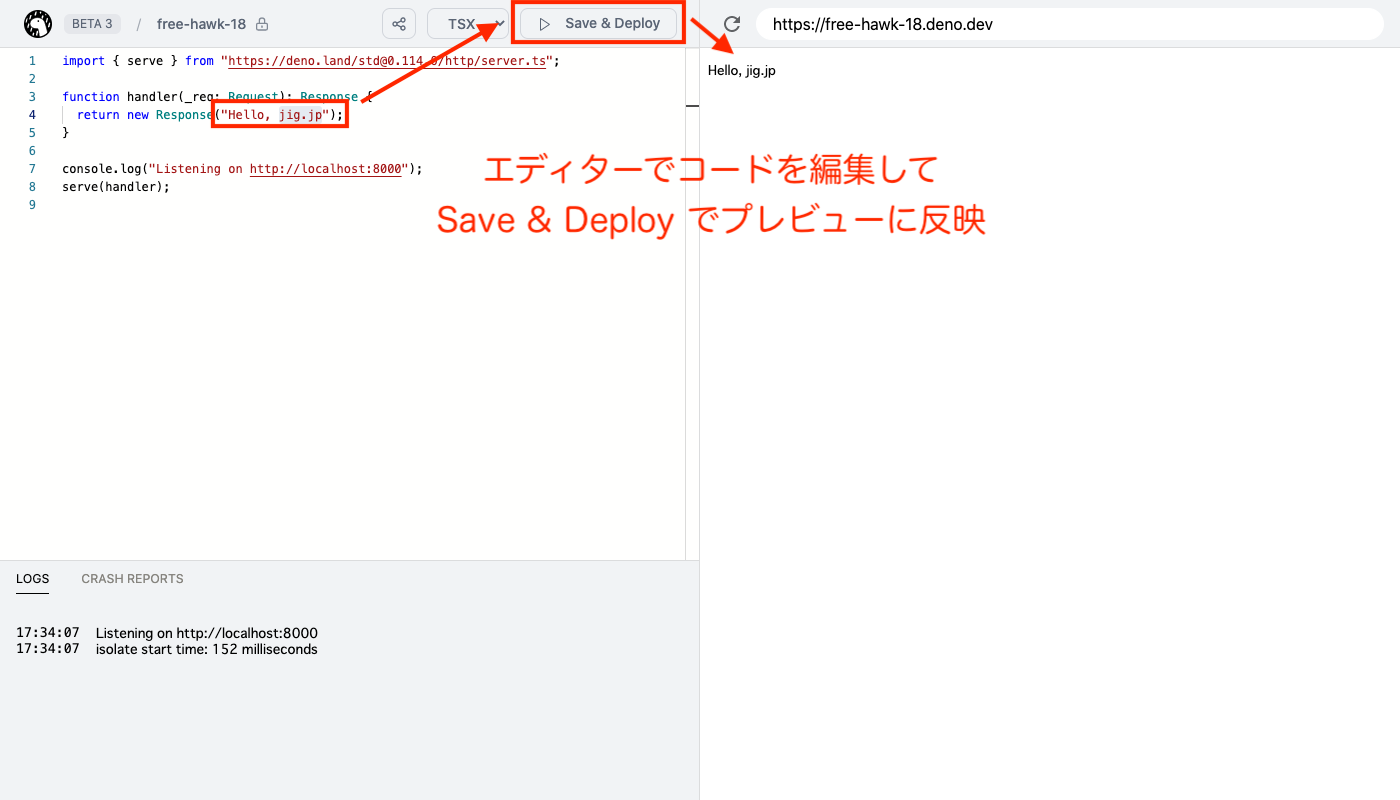 BETA 3 / free-hawk-18 TSX Save & Deploy https://free-hawk-18.deno.dev
1 import { serve } from "https://deno.land/std@0.114.0/http/server.ts";
2
3 function handler(_req: Request): Response {
4 return new Response("Hello, jig.jp");
5 }
6
7 console.log("Listening on http://localhost:8000");
8 serve(handler);
9
Hello, jig.jp
エディターでコードを編集して
Save & Deploy でプレビューに反映
LOGS CRASH REPORTS
17:34:07 Listening on http://localhost:8000
17:34:07 isolate start time: 152 milliseconds